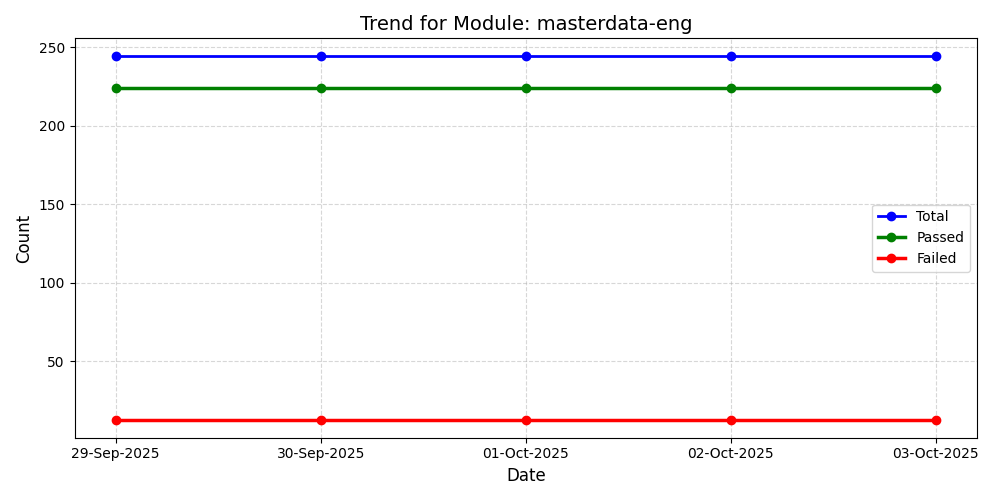 Trend for Module: masterdata-eng
250
200
150
100
50
Count
Total
Passed
Failed
29-Sep-2025
30-Sep-2025
01-Oct-2025
02-Oct-2025
03-Oct-2025
Date